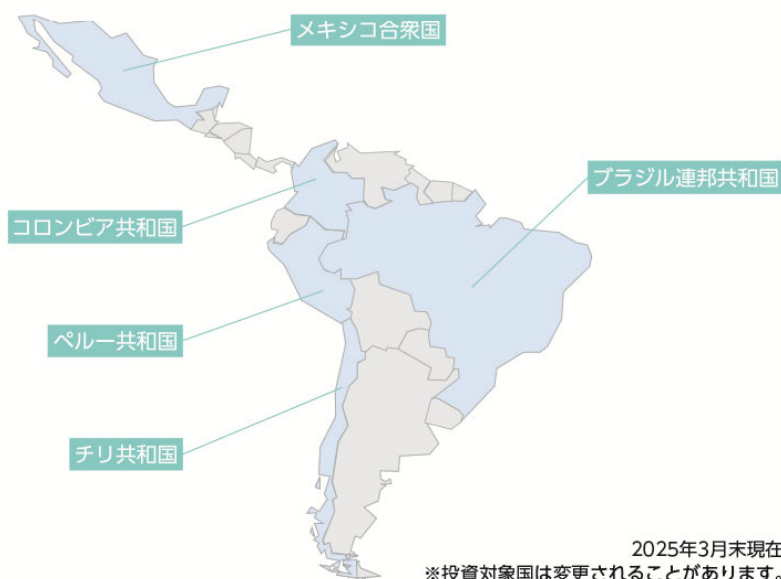 メキシコ合衆国
ブラジル連邦共和国
コロンビア共和国
ペルー共和国
チリ共和国
2025年3月末現在
※投資対象国は変更されることがあります。